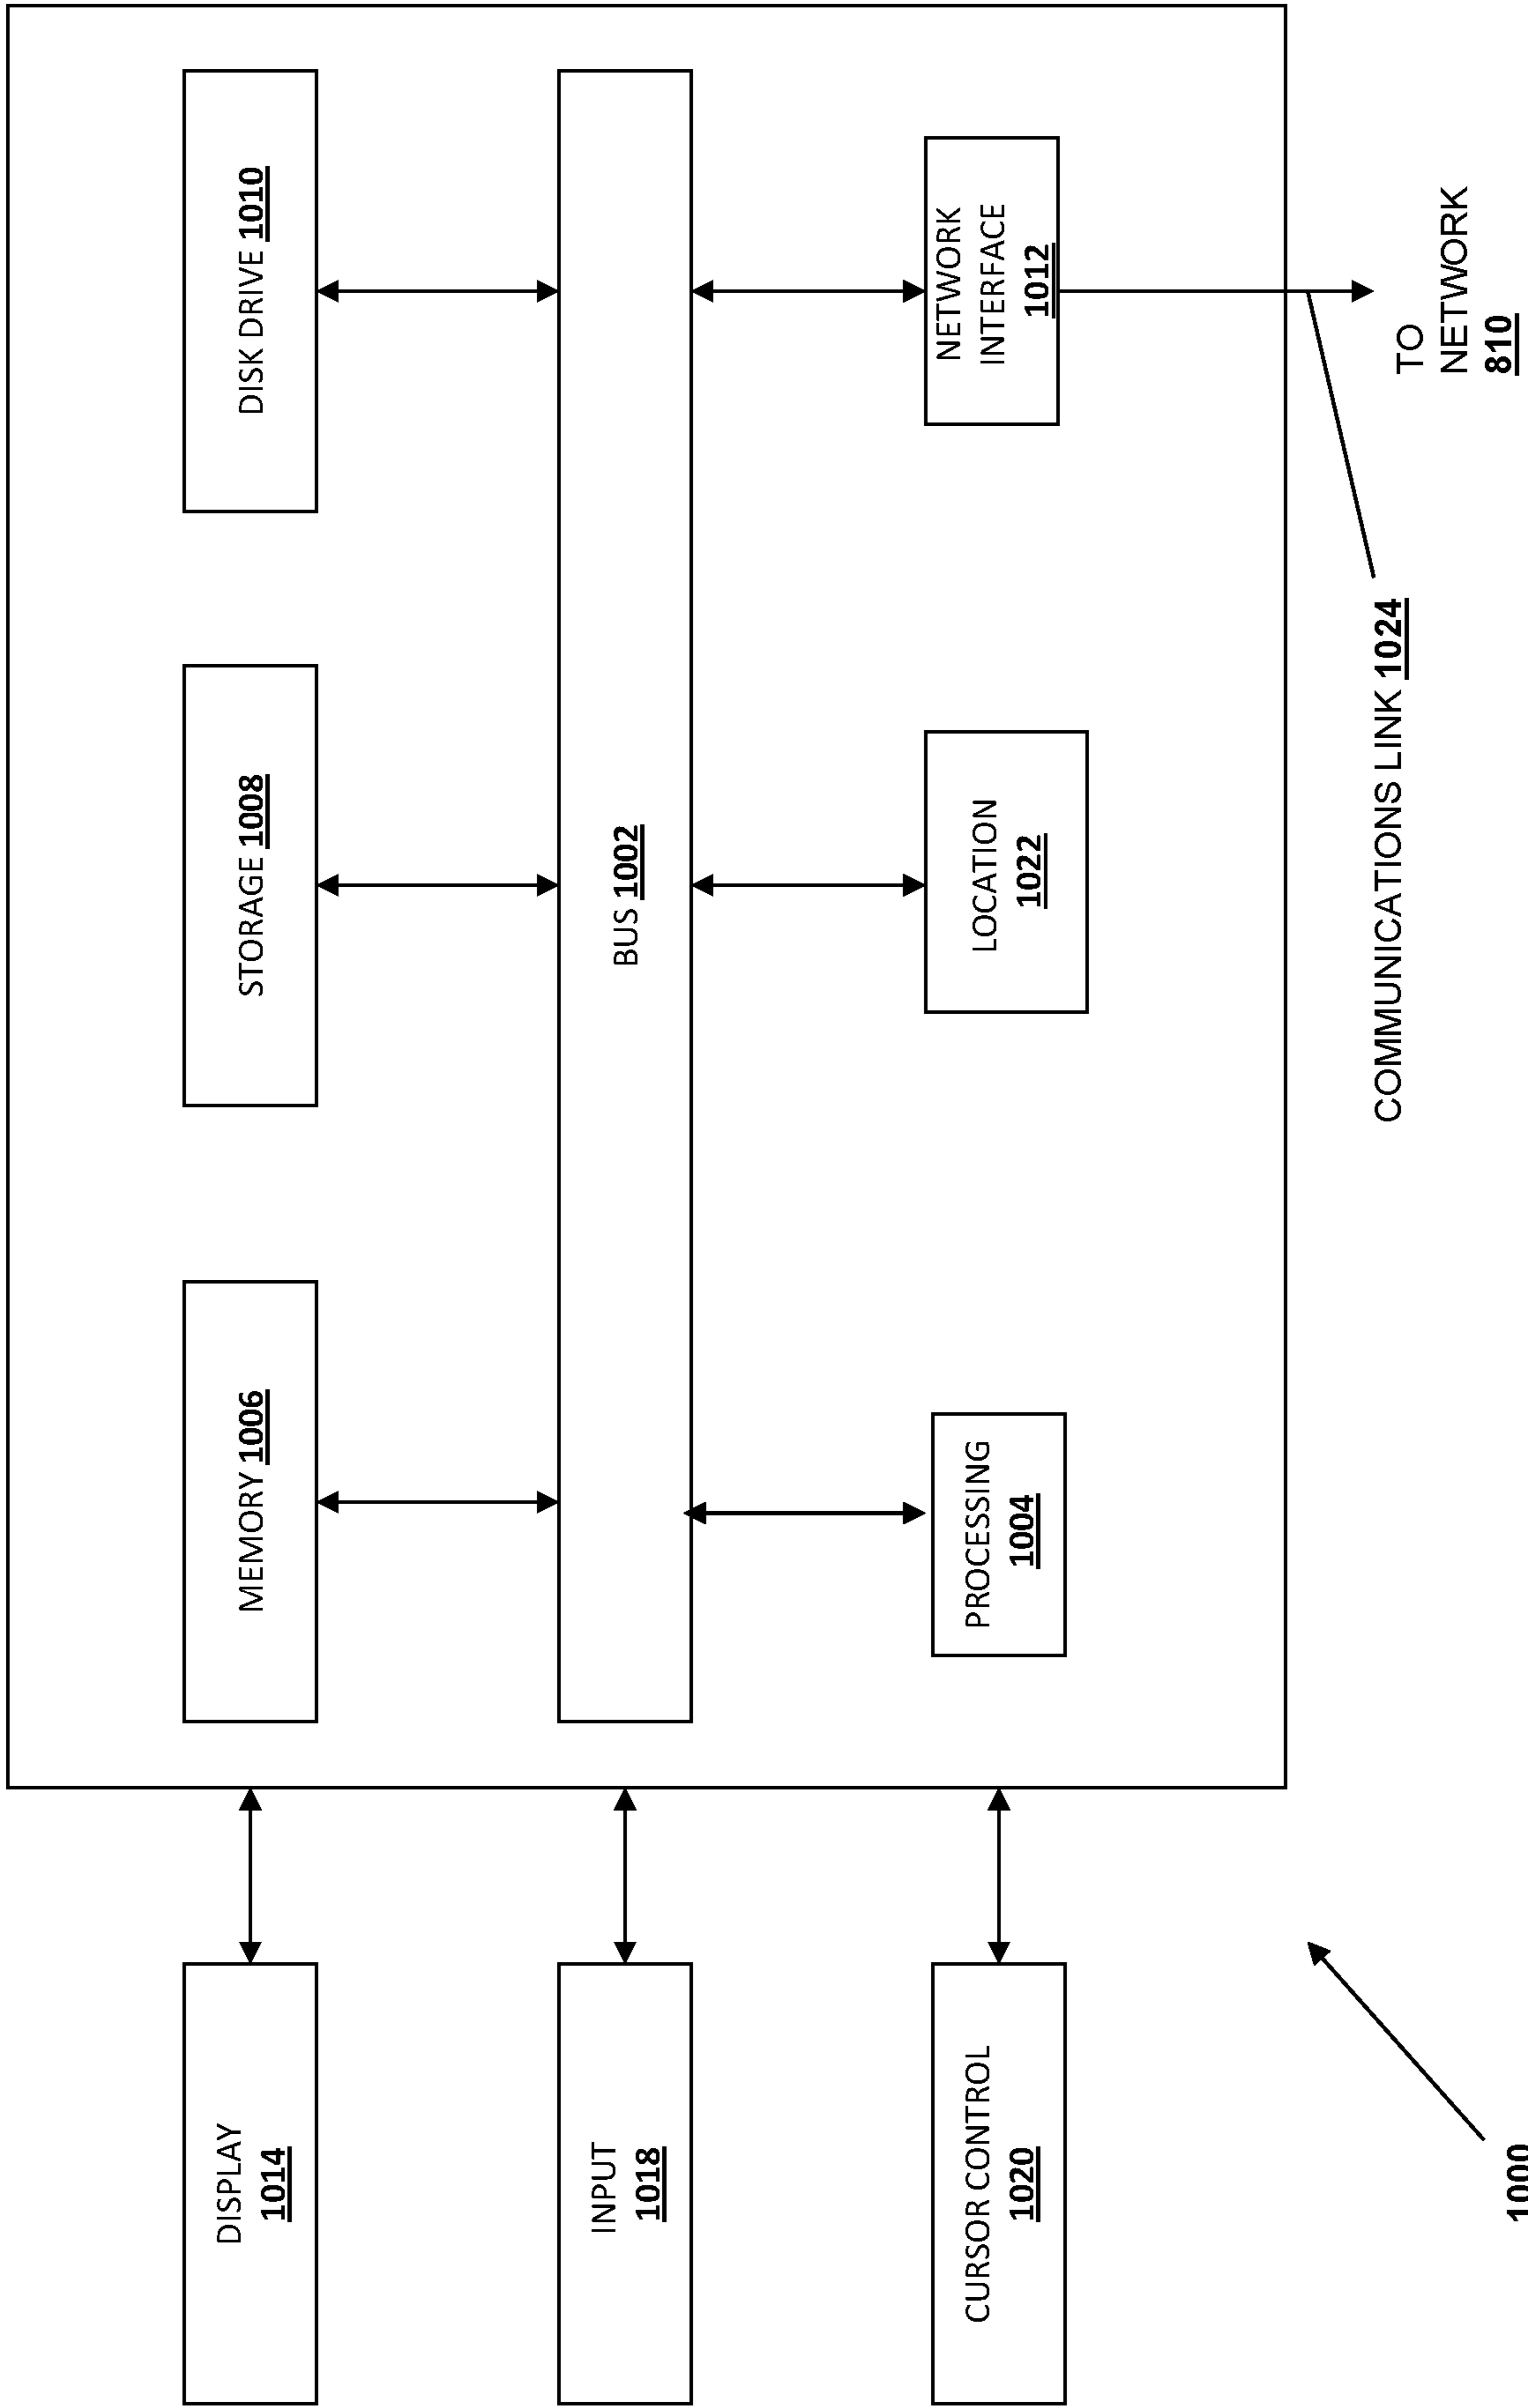 DISPLAY
1014
INPUT
1018
CURSOR CONTROL
1020
MEMORY 1006
STORAGE 1008
DISK DRIVE 1010
BUS 1002
PROCESSING
1004
LOCATION
1022
NETWORK
INTERFACE
1012
COMMUNICATIONS LINK 1024
TO
NETWORK
810
1000